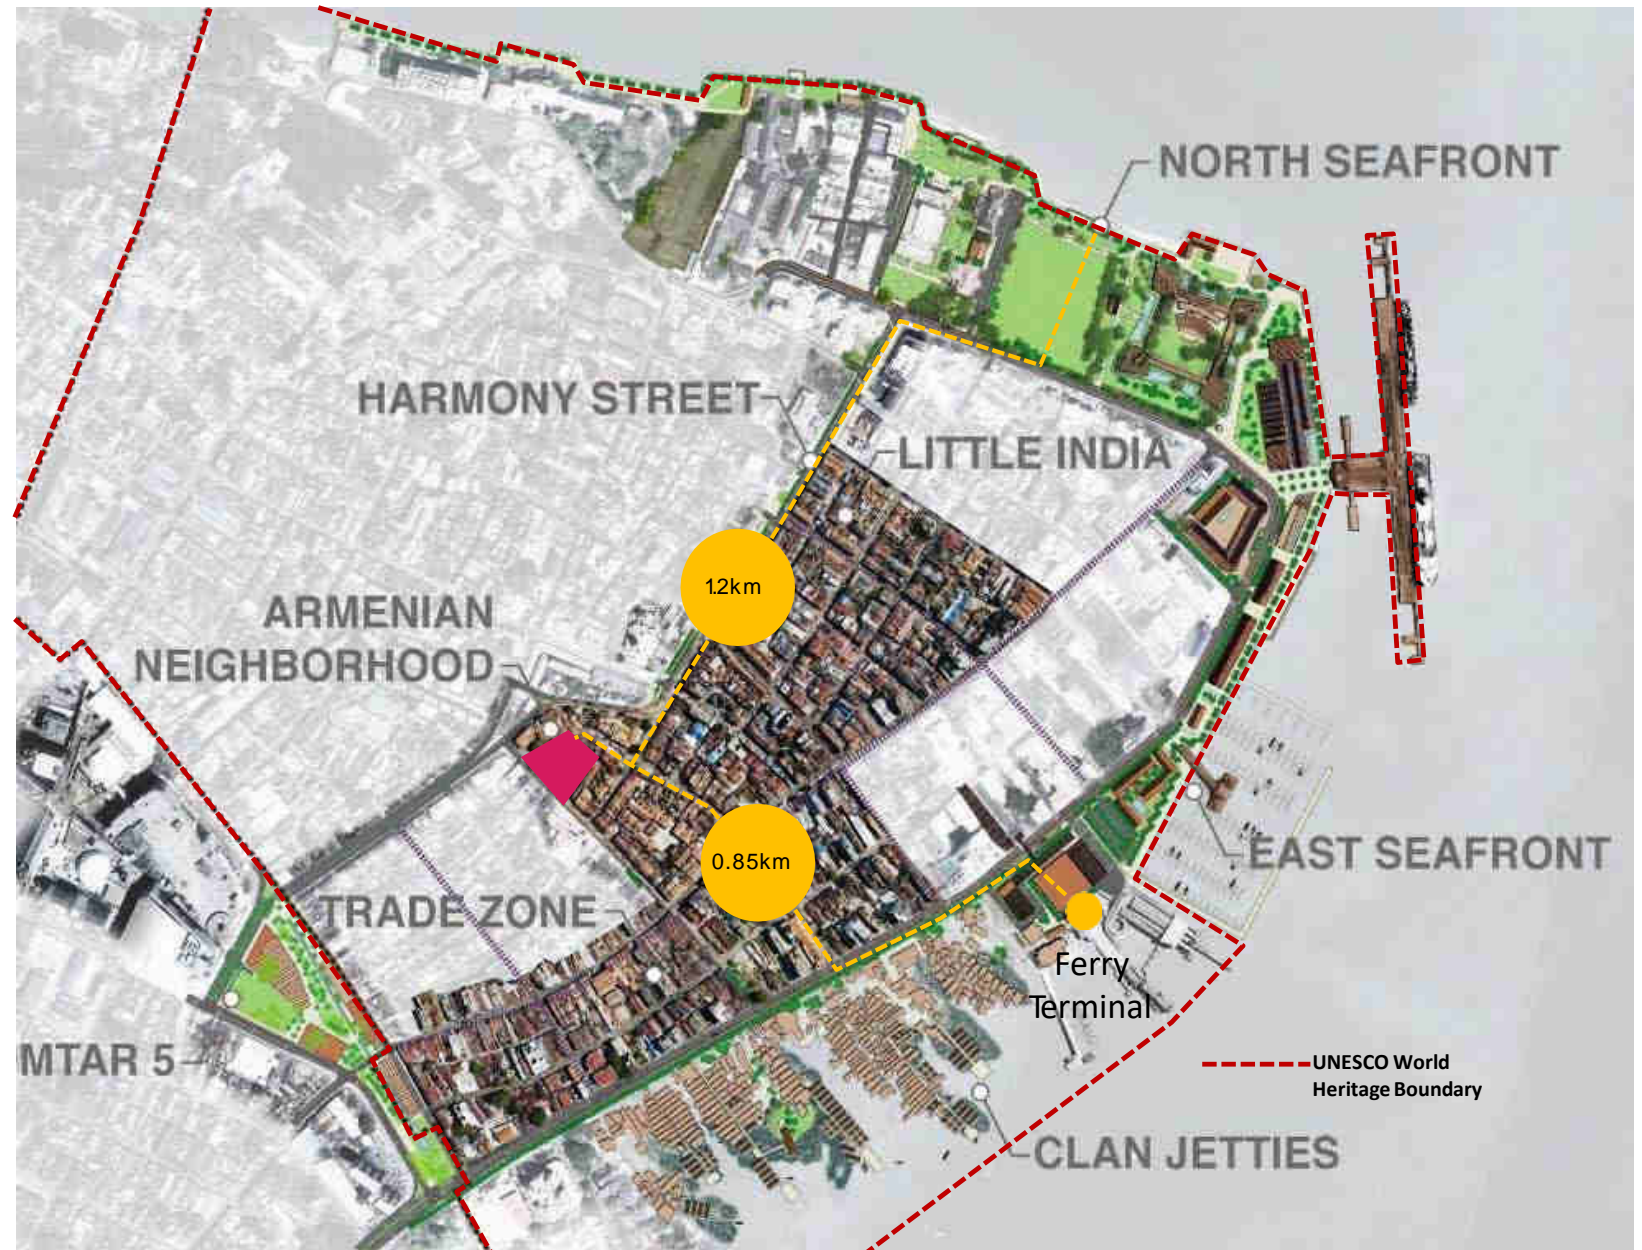 NORTH SEAFRONT
HARMONY STREET
LITTLE INDIA
1.2km
ARMENIAN
NEIGHBORHOOD
0.85km
EAST SEAFRONT
TRADE ZONE
Ferry
Terminal
MTAR 5
UNESCO World
Heritage Boundary
CLAN JETTIES